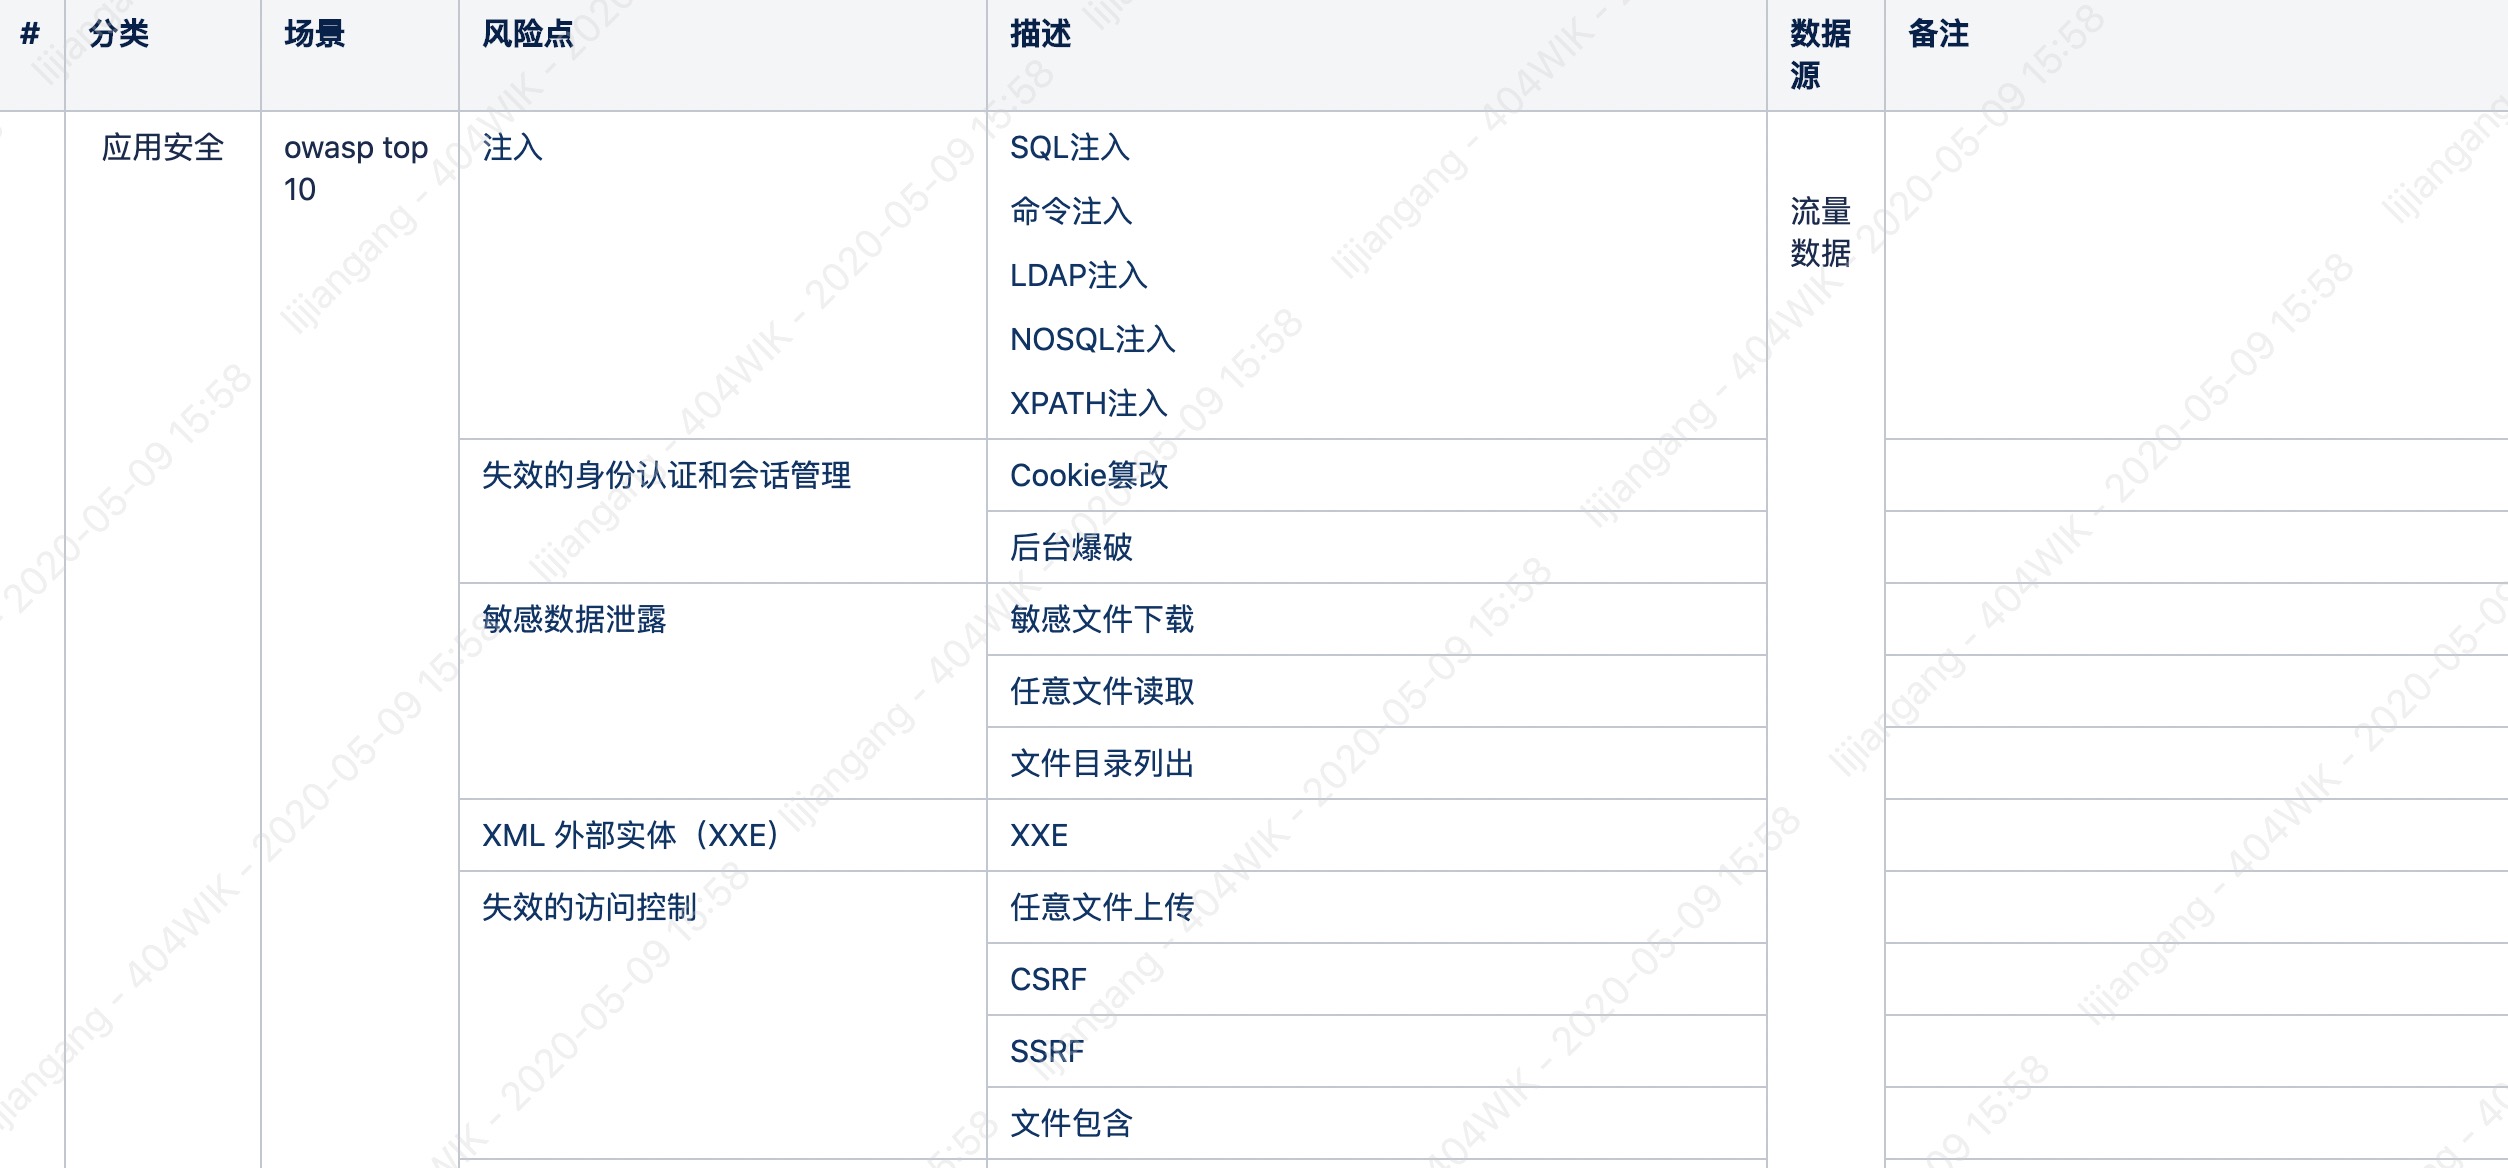 # 分类 场景 风险点 描述 数据源 备注
应用安全 owasp top 10 注入 SQL注入
命令注入
LDAP注入
NOSQL注入
XPATH注入
流量数据
失效的身份认证和会话管理 Cookie篡改
后台爆破
敏感数据泄露 敏感文件下载
任意文件读取
文件目录列出
XML 外部实体（XXE） XXE
失效的访问控制 任意文件上传
CSRF
SSRF
文件包含
lijiangang - 404WIK - 2020-05-09 15:58